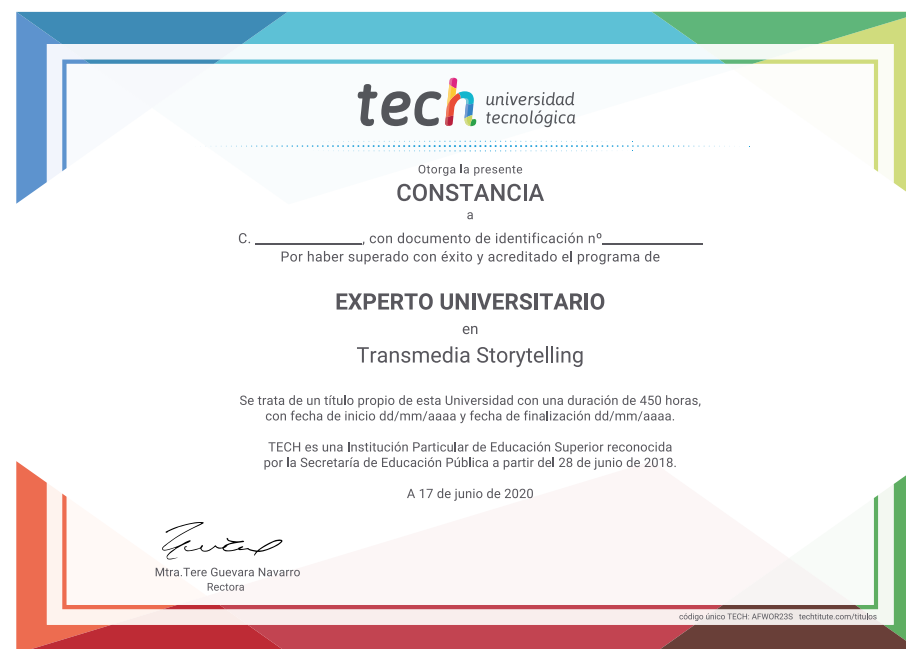 tech universidad
tecnológica
Otorga la presente
CONSTANCIA
a
C. ____________, con documento de identificación nº____________
Por haber superado con éxito y acreditado el programa de
EXPERTO UNIVERSITARIO
en
Transmedia Storytelling
Se trata de un título propio de esta Universidad con una duración de 450 horas,
con fecha de inicio dd/mm/aaaa y fecha de finalización dd/mm/aaaa.
TECH es una Institución Particular de Educación Superior reconocida
por la Secretaría de Educación Pública a partir del 28 de junio de 2018.
A 17 de junio de 2020
Mtra.Tere Guevara Navarro
Rectora
código único TECH: AFWOR23S techtitute.com/titulos